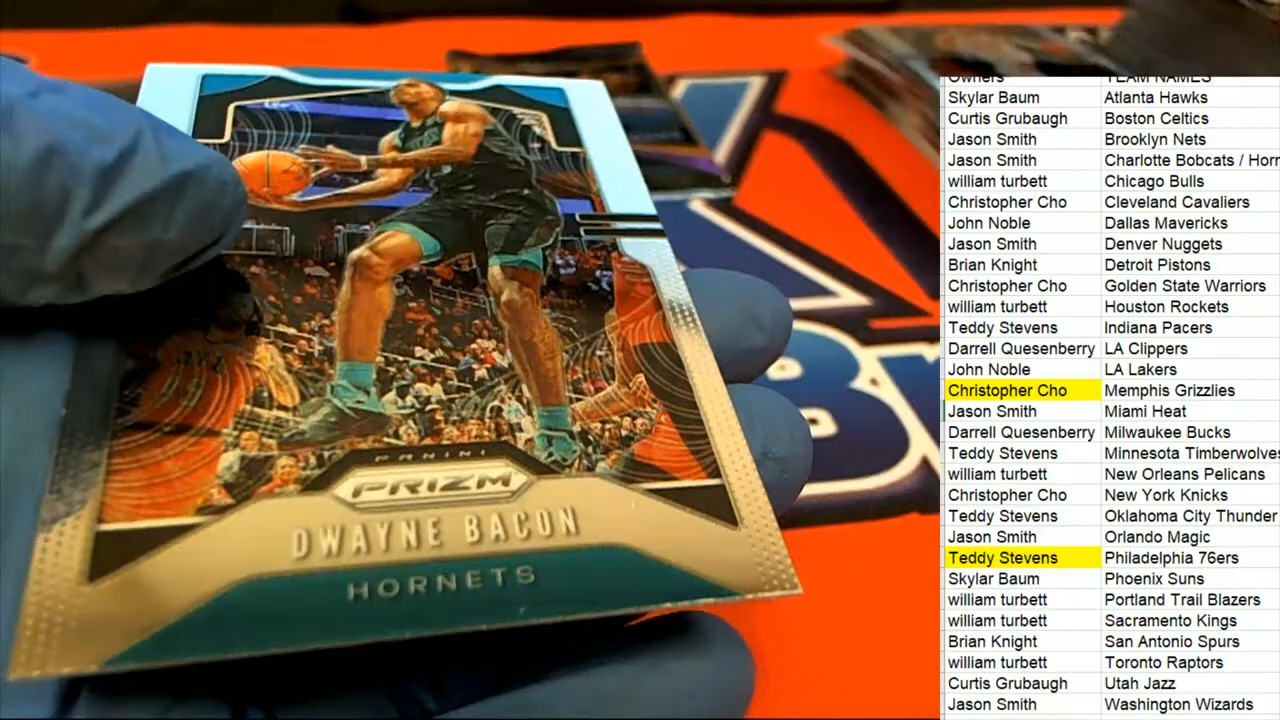 PANINI
PRIZM
DWAYNE BACON
HORNETS
Owners TEAM NAMES
Skylar Baum Atlanta Hawks
Curtis Grubaugh Boston Celtics
Jason Smith Brooklyn Nets
Jason Smith Charlotte Bobcats / Horr
william turbett Chicago Bulls
Christopher Cho Cleveland Cavaliers
John Noble Dallas Mavericks
Jason Smith Denver Nuggets
Brian Knight Detroit Pistons
Christopher Cho Golden State Warriors
william turbett Houston Rockets
Teddy Stevens Indiana Pacers
Darrell Quesenberry LA Clippers
John Noble LA Lakers
Christopher Cho Memphis Grizzlies
Jason Smith Miami Heat
Darrell Quesenberry Milwaukee Bucks
Teddy Stevens Minnesota Timberwolves
william turbett New Orleans Pelicans
Christopher Cho New York Knicks
Teddy Stevens Oklahoma City Thunder
Jason Smith Orlando Magic
Teddy Stevens Philadelphia 76ers
Skylar Baum Phoenix Suns
william turbett Portland Trail Blazers
william turbett Sacramento Kings
Brian Knight San Antonio Spurs
william turbett Toronto Raptors
Curtis Grubaugh Utah Jazz
Jason Smith Washington Wizards